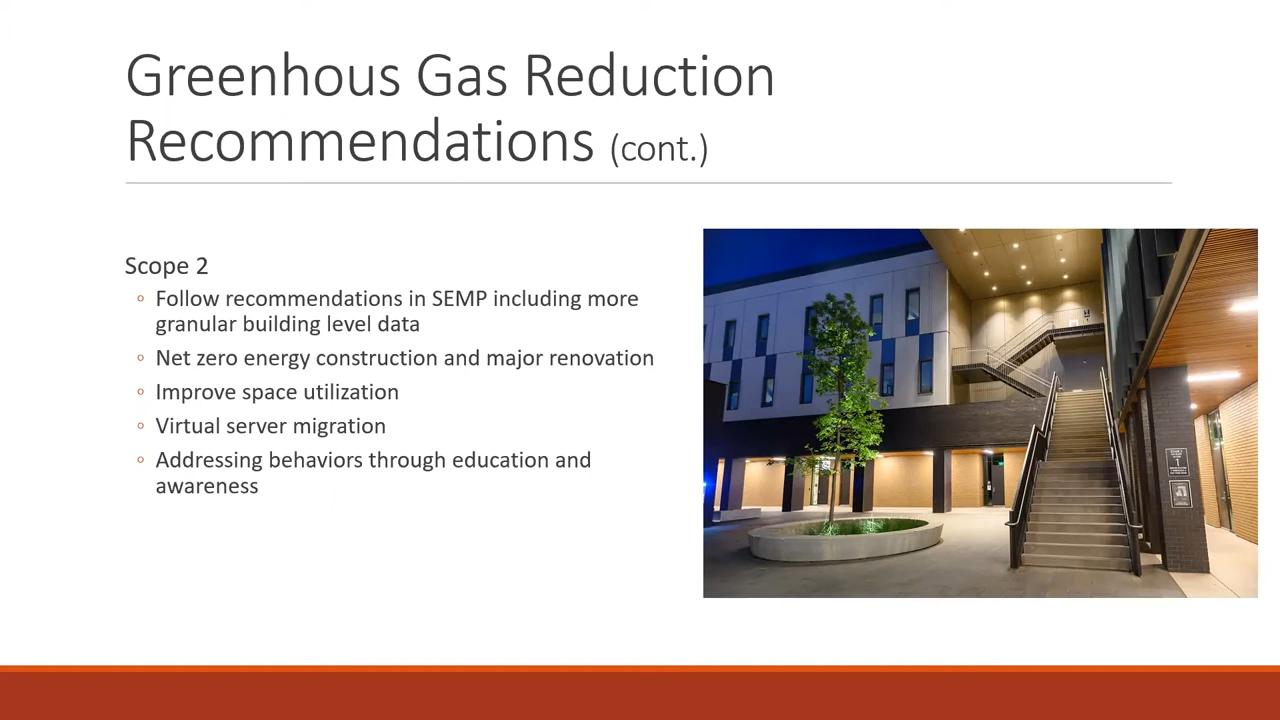 Greenhous Gas Reduction
Recommendations (cont.)
Scope 2
◦ Follow recommendations in SEMP including more
granular building level data
◦ Net zero energy construction and major renovation
◦ Improve space utilization
◦ Virtual server migration
◦ Addressing behaviors through education and
awareness